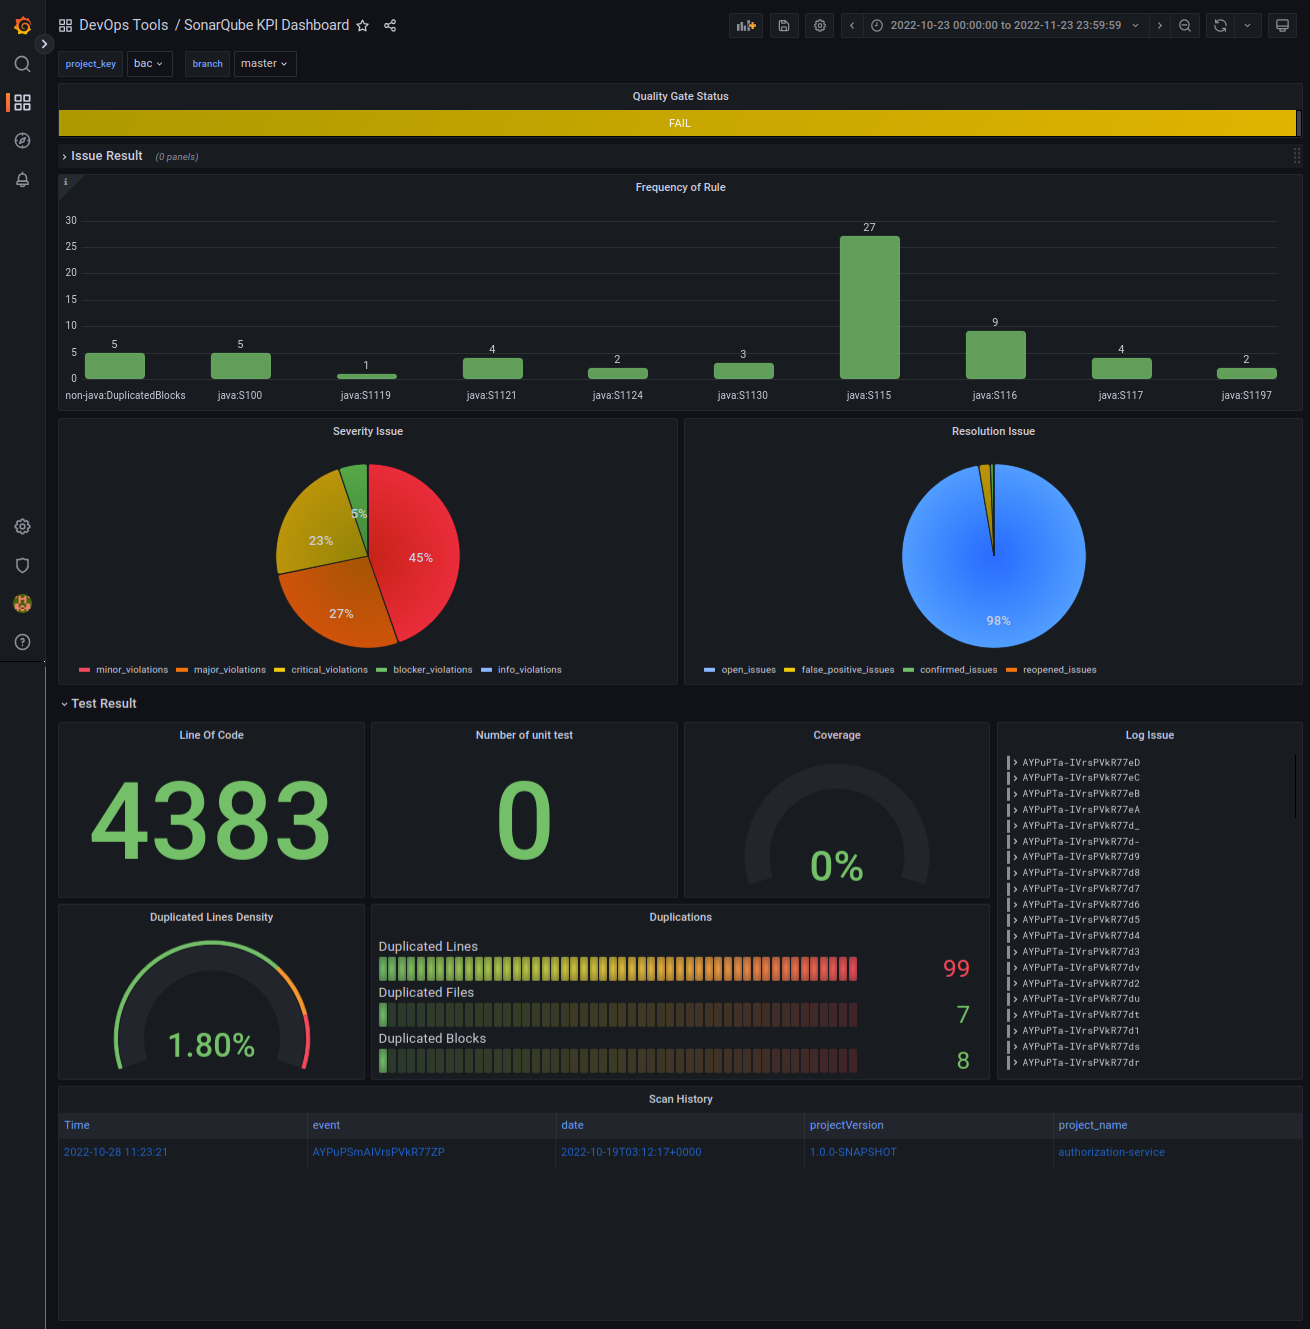 DevOps Tools / SonarQube KPI Dashboard
2022-10-23 00:00:00 to 2022-11-23 23:59:59
project_key bac branch master
Quality Gate Status
FAIL
Issue Result (0 panels)
i
Frequency of Rule
30
25
20
15
10
5
0
5 5 1 4 2 3 27 9 4 2
non-java:DuplicatedBlocks java:S100 java:S1119 java:S1121 java:S1124 java:S1130 java:S115 java:S116 java:S117 java:S1197
Severity Issue
5%
23%
45%
27%
minor_violations major_violations critical_violations blocker_violations info_violations
Resolution Issue
98%
open_issues false_positive_issues confirmed_issues reopened_issues
Test Result
Line Of Code
4383
Number of unit test
0
Coverage
0%
Log Issue
AYPuPTa-IVrsPVkR77eD
AYPuPTa-IVrsPVkR77eC
AYPuPTa-IVrsPVkR77eB
AYPuPTa-IVrsPVkR77eA
AYPuPTa-IVrsPVkR77d_
AYPuPTa-IVrsPVkR77d-
AYPuPTa-IVrsPVkR77d9
AYPuPTa-IVrsPVkR77d8
AYPuPTa-IVrsPVkR77d7
AYPuPTa-IVrsPVkR77d6
AYPuPTa-IVrsPVkR77d5
AYPuPTa-IVrsPVkR77d4
AYPuPTa-IVrsPVkR77d3
AYPuPTa-IVrsPVkR77dv
AYPuPTa-IVrsPVkR77d2
AYPuPTa-IVrsPVkR77du
AYPuPTa-IVrsPVkR77dt
AYPuPTa-IVrsPVkR77d1
AYPuPTa-IVrsPVkR77ds
AYPuPTa-IVrsPVkR77dr
Duplicated Lines Density
1.80%
Duplications
Duplicated Lines
99
Duplicated Files
7
Duplicated Blocks
8
Scan History
Time event date projectVersion project_name
2022-10-28 11:23:21 AYPuPSmAIVrsPVkR77ZP 2022-10-19T03:12:17+0000 1.0.0-SNAPSHOT authorization-service